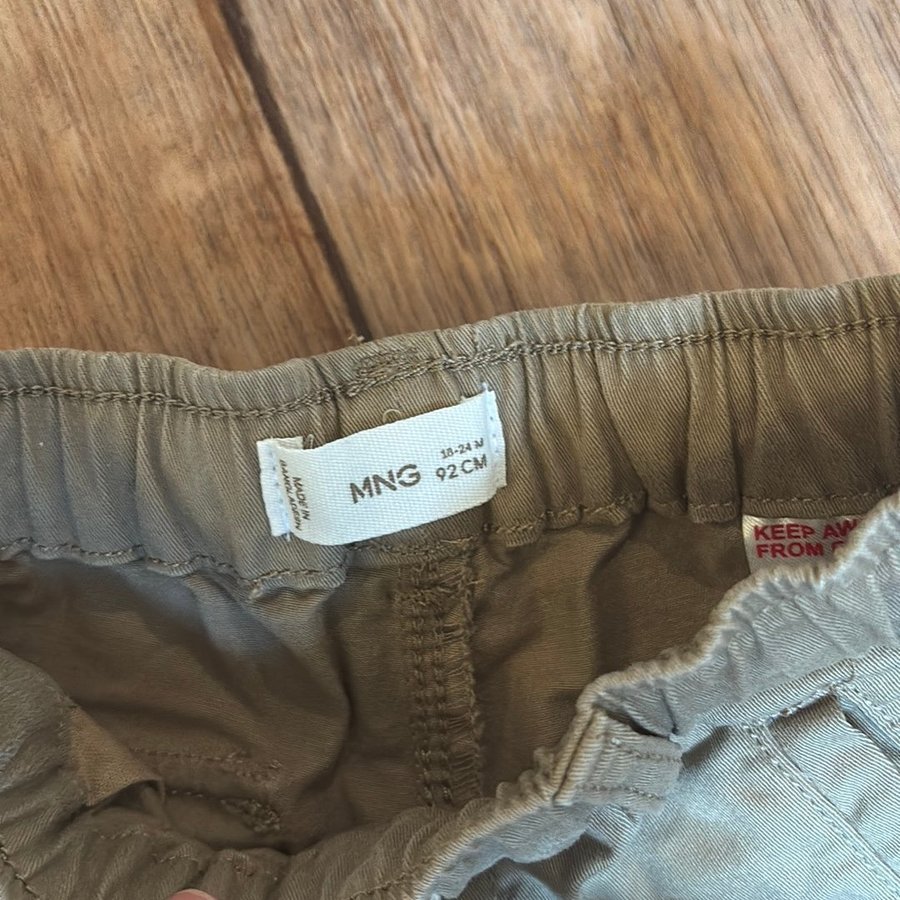 MADE IN
BANGLADESH
MNG
18-24 M
92 CM
KEEP AW
FROM